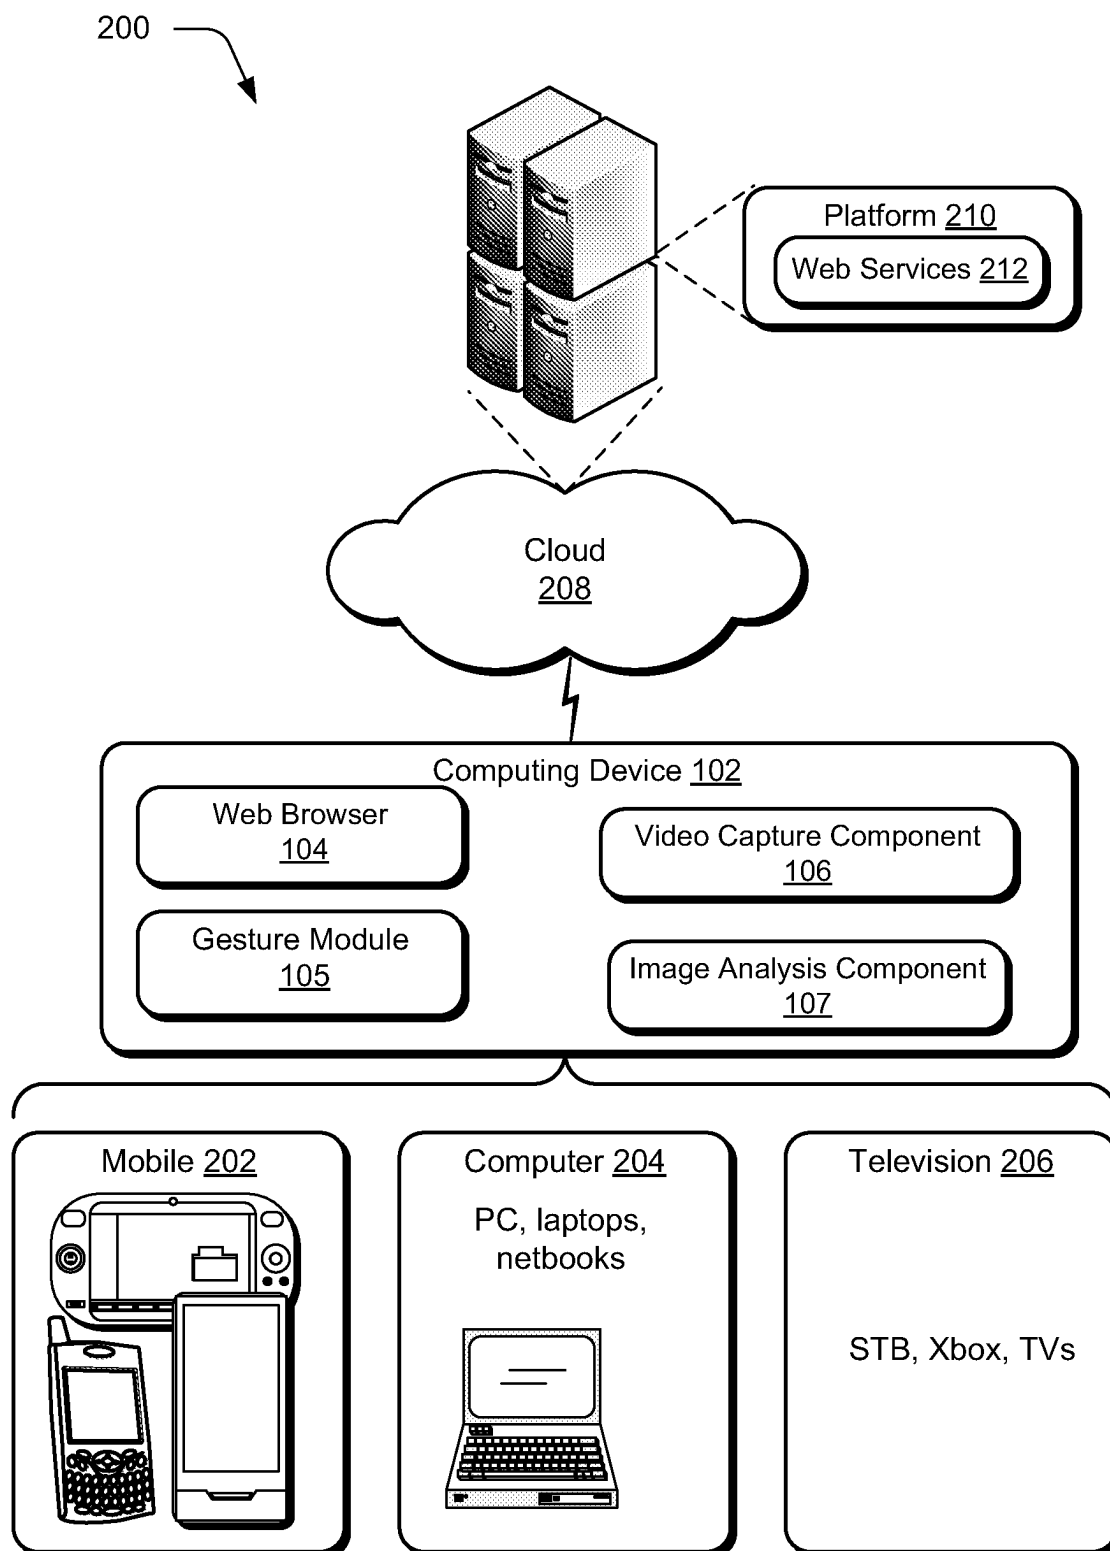 200
Platform 210
Web Services 212
Cloud
208
Computing Device 102
Web Browser
104
Video Capture Component
106
Gesture Module
105
Image Analysis Component
107
Mobile 202
Computer 204
PC, laptops,
netbooks
Television 206
STB, Xbox, TVs